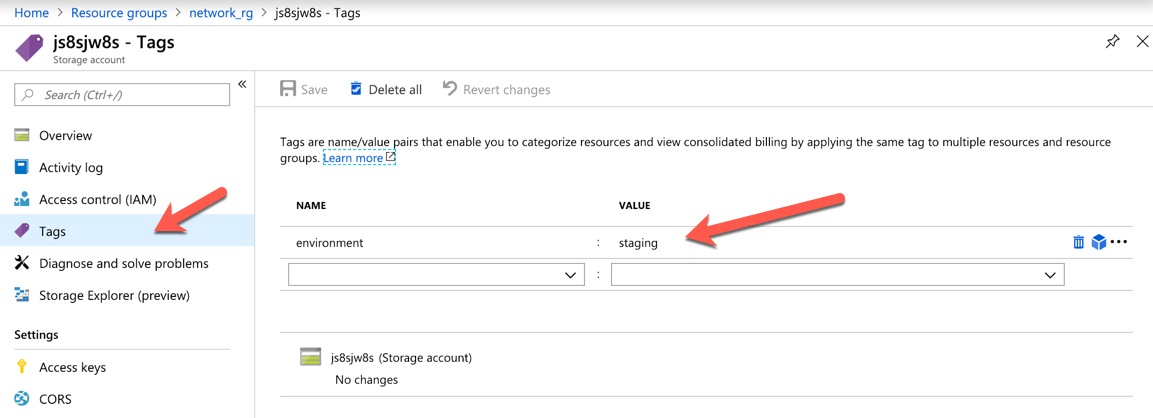 Home > Resource groups > network_rg > js8sjw8s - Tags
js8sjw8s - Tags
Storage account
Search (Ctrl+/)
«
Overview
Activity log
Access control (IAM)
Tags
Diagnose and solve problems
Storage Explorer (preview)
Settings
Access keys
CORS
Save Delete all Revert changes
Tags are name/value pairs that enable you to categorize resources and view consolidated billing by applying the same tag to multiple resources and resource
groups. Learn more
NAME VALUE
environment : staging
:
js8sjw8s (Storage account)
No changes